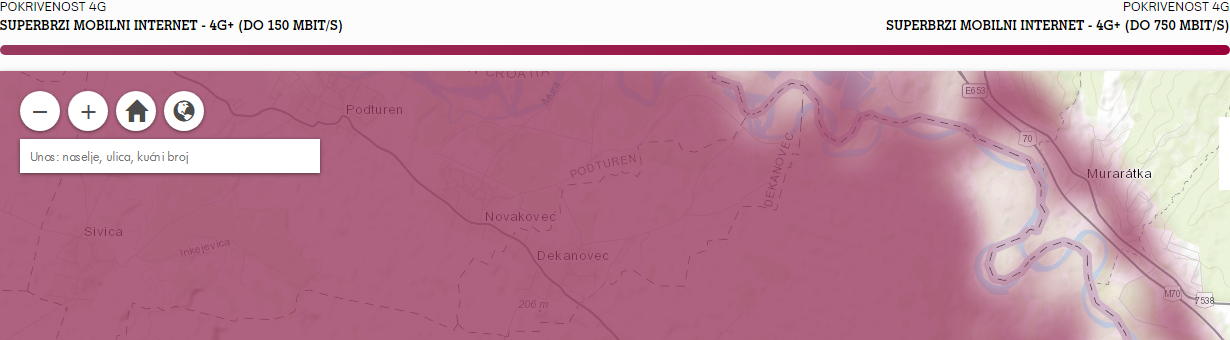 POKRIVENOST 4G
SUPERBRZI MOBILNI INTERNET - 4G+ (DO 150 MBIT/S)
POKRIVENOST 4G
SUPERBRZI MOBILNI INTERNET - 4G+ (DO 750 MBIT/S)
CROATIA
Mura
E653
Podturen
70
Unos: naselje, ulica, kućni broj
PODTUREN
DEKANOVEC
Murarátka
Novakovec
Sivica
Inkejevica
Dekanovec
206 m
M70
7538